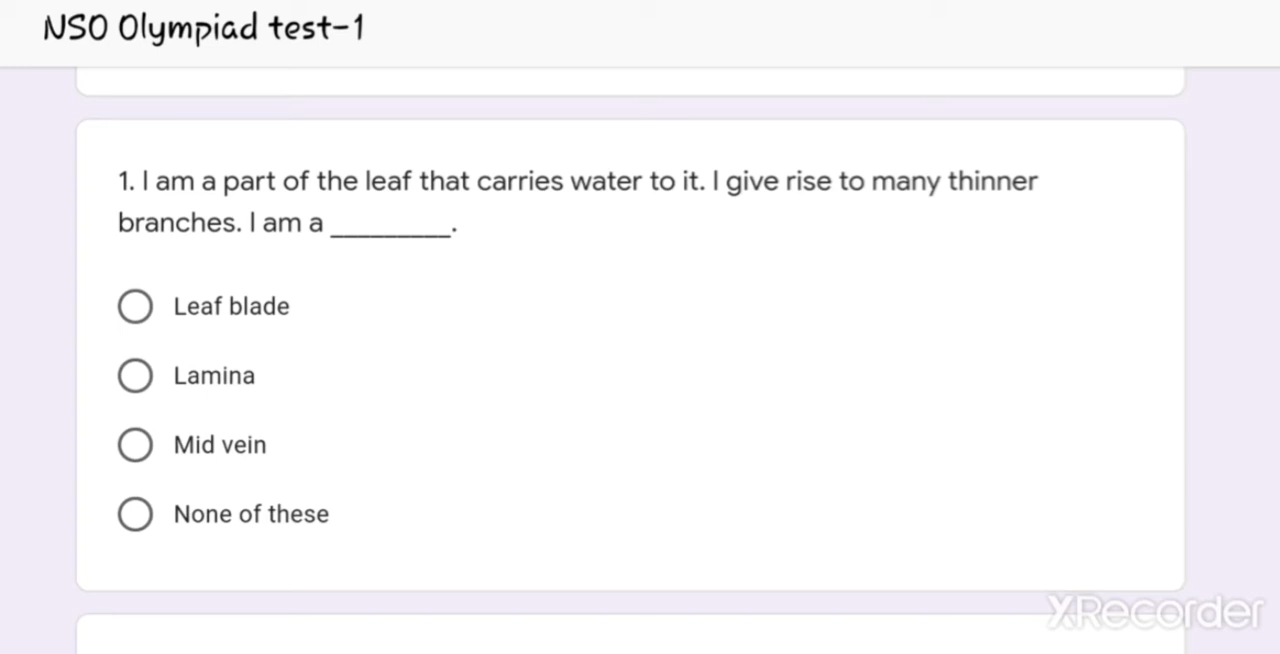 NSO Olympiad test-1
1. I am a part of the leaf that carries water to it. I give rise to many thinner
branches. I am a _________.
Leaf blade
Lamina
Mid vein
None of these
XRecorder